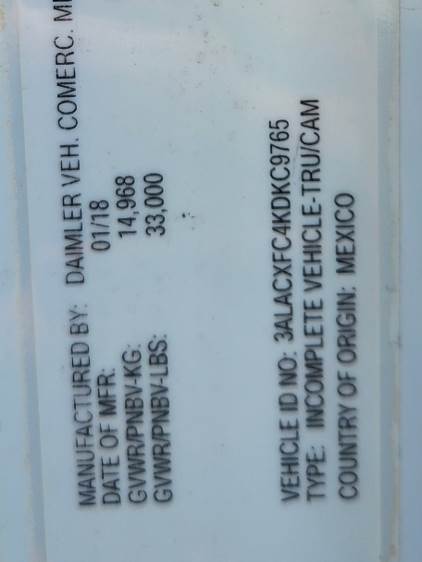 MANUFACTURED BY: DAIMLER VEH. COMERC.
DATE OF MFR: 01/18
GVWR/PNBV-KG: 14,968
GVWR/PNBV-LBS: 33,000
VEHICLE ID NO: 3ALACXFC4KDKC9765
TYPE: INCOMPLETE VEHICLE-TRU/CAM
COUNTRY OF ORIGIN: MEXICO